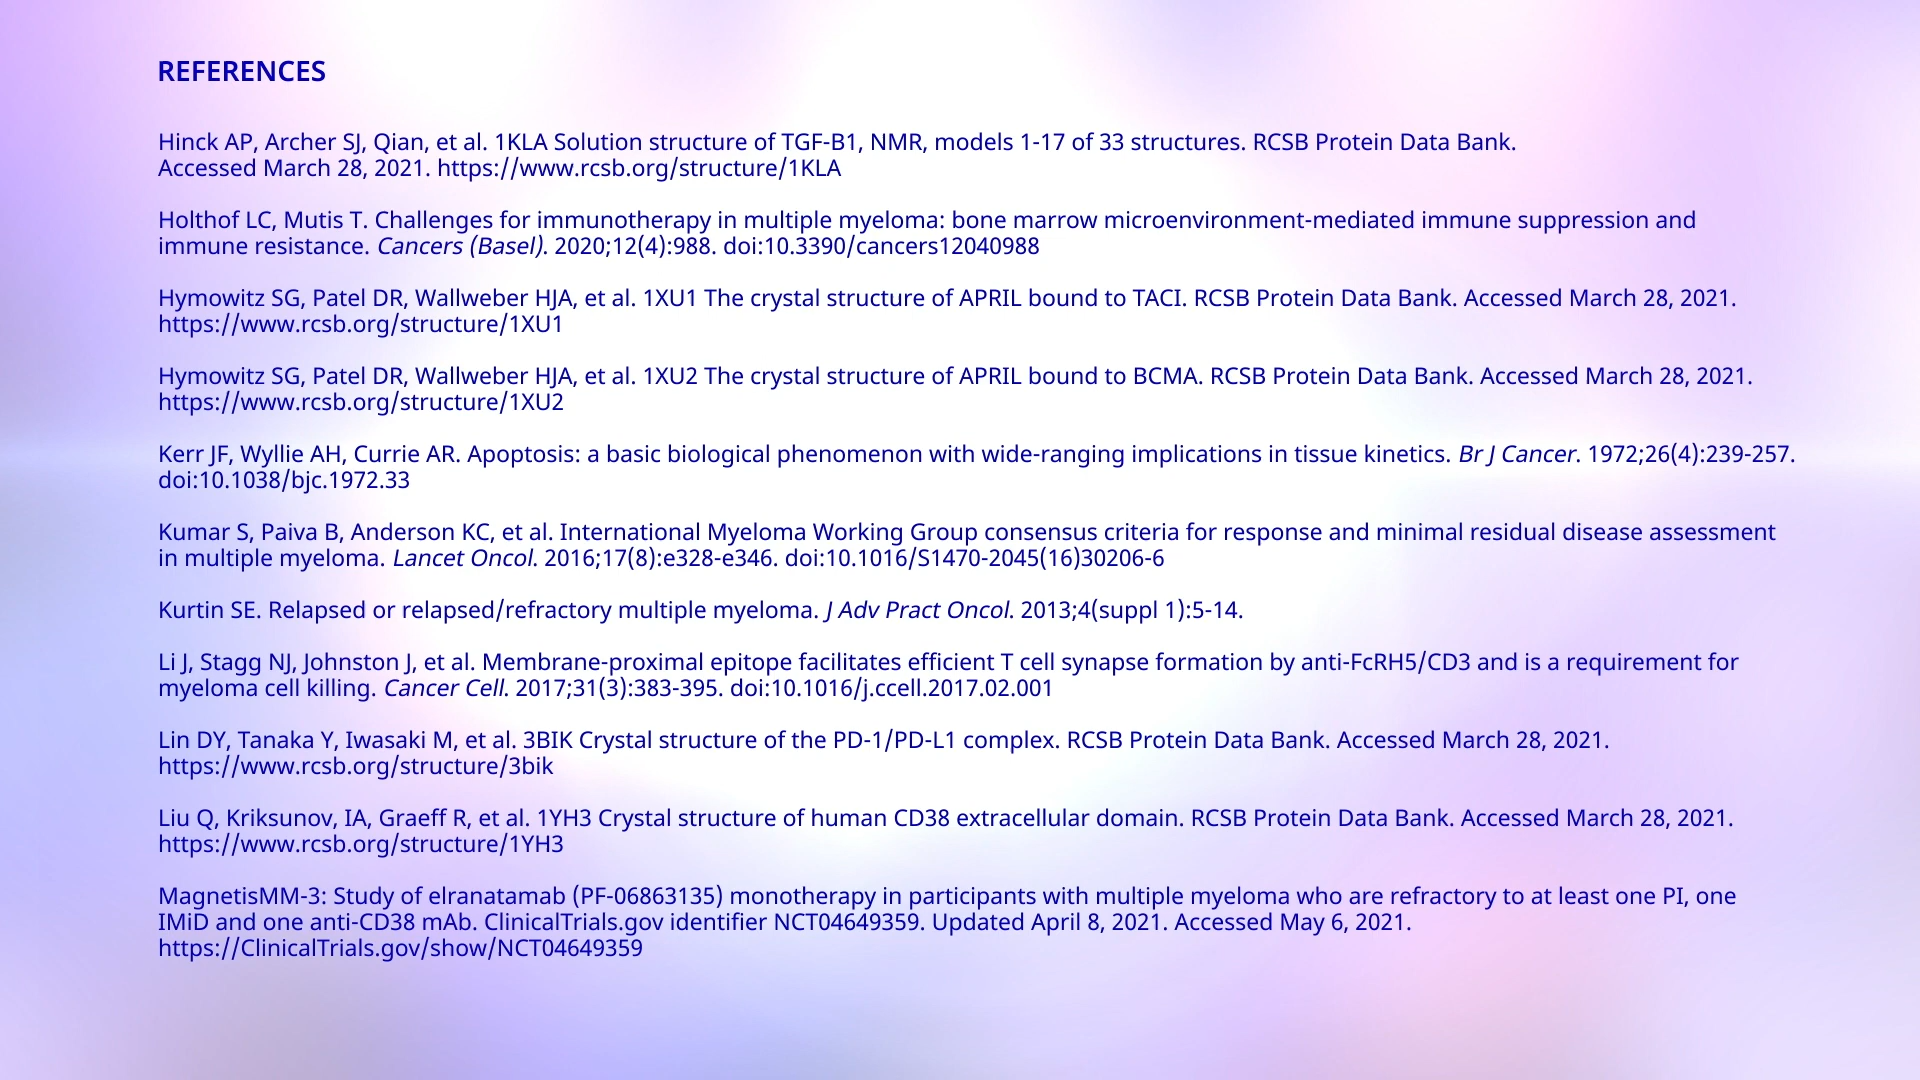 REFERENCES
Hinck AP, Archer SJ, Qian, et al. 1KLA Solution structure of TGF-B1, NMR, models 1-17 of 33 structures. RCSB Protein Data Bank.
Accessed March 28, 2021. https://www.rcsb.org/structure/1KLA
Holthof LC, Mutis T. Challenges for immunotherapy in multiple myeloma: bone marrow microenvironment-mediated immune suppression and
immune resistance. Cancers (Basel). 2020;12(4):988. doi:10.3390/cancers12040988
Hymowitz SG, Patel DR, Wallweber HJA, et al. 1XU1 The crystal structure of APRIL bound to TACI. RCSB Protein Data Bank. Accessed March 28, 2021.
https://www.rcsb.org/structure/1XU1
Hymowitz SG, Patel DR, Wallweber HJA, et al. 1XU2 The crystal structure of APRIL bound to BCMA. RCSB Protein Data Bank. Accessed March 28, 2021.
https://www.rcsb.org/structure/1XU2
Kerr JF, Wyllie AH, Currie AR. Apoptosis: a basic biological phenomenon with wide-ranging implications in tissue kinetics. Br J Cancer. 1972;26(4):239-257.
doi:10.1038/bjc.1972.33
Kumar S, Paiva B, Anderson KC, et al. International Myeloma Working Group consensus criteria for response and minimal residual disease assessment
in multiple myeloma. Lancet Oncol. 2016;17(8):e328-e346. doi:10.1016/S1470-2045(16)30206-6
Kurtin SE. Relapsed or relapsed/refractory multiple myeloma. J Adv Pract Oncol. 2013;4(suppl 1):5-14.
Li J, Stagg NJ, Johnston J, et al. Membrane-proximal epitope facilitates efficient T cell synapse formation by anti-FcRH5/CD3 and is a requirement for
myeloma cell killing. Cancer Cell. 2017;31(3):383-395. doi:10.1016/j.ccell.2017.02.001
Lin DY, Tanaka Y, Iwasaki M, et al. 3BIK Crystal structure of the PD-1/PD-L1 complex. RCSB Protein Data Bank. Accessed March 28, 2021.
https://www.rcsb.org/structure/3bik
Liu Q, Kriksunov, IA, Graeff R, et al. 1YH3 Crystal structure of human CD38 extracellular domain. RCSB Protein Data Bank. Accessed March 28, 2021.
https://www.rcsb.org/structure/1YH3
MagnetisMM-3: Study of elranatamab (PF-06863135) monotherapy in participants with multiple myeloma who are refractory to at least one PI, one
IMiD and one anti-CD38 mAb. ClinicalTrials.gov identifier NCT04649359. Updated April 8, 2021. Accessed May 6, 2021.
https://ClinicalTrials.gov/show/NCT04649359